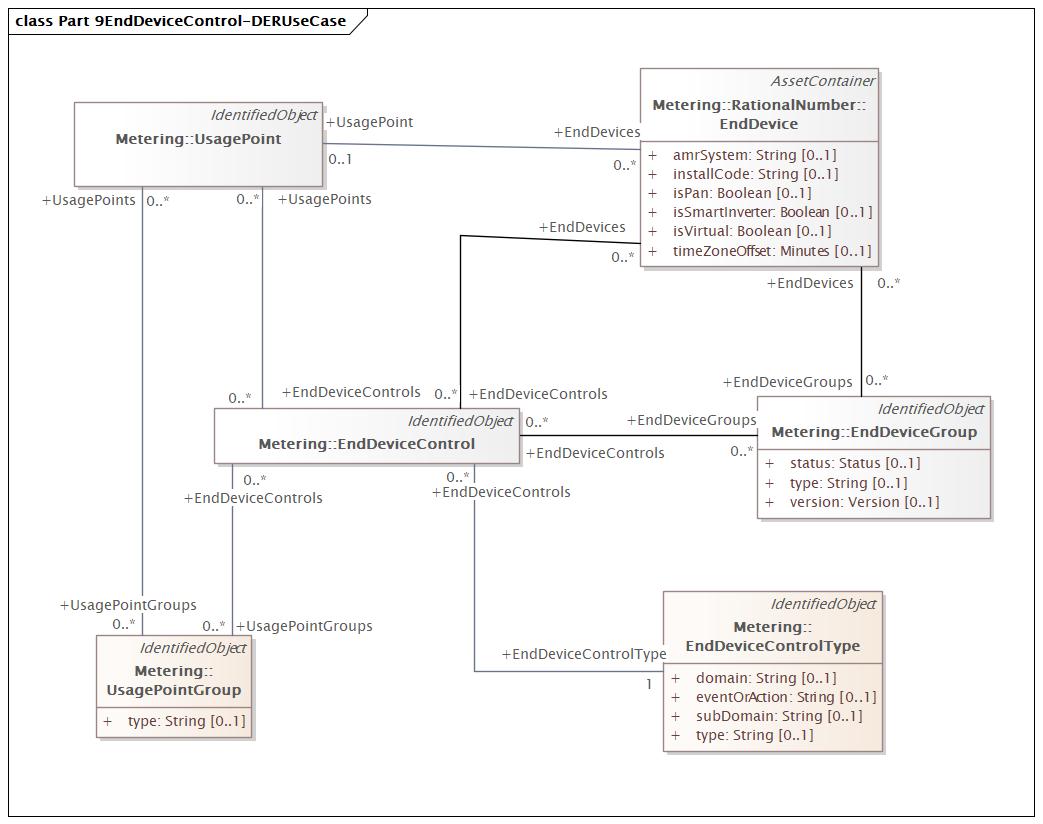 class Part 9EndDeviceControl-DERUseCase
IdentifiedObject
Metering::UsagePoint
AssetContainer
Metering::RationalNumber::
EndDevice
+ amrSystem: String [0..1]
+ installCode: String [0..1]
+ isPan: Boolean [0..1]
+ isSmartInverter: Boolean [0..1]
+ isVirtual: Boolean [0..1]
+ timeZoneOffset: Minutes [0..1]
+UsagePoint
0..1
+EndDevices
0..*
+UsagePoints
0..*
0..*
+UsagePoints
+EndDevices
0..*
+EndDevices
0..*
0..*
+EndDeviceControls
0..*
+EndDeviceControls
+EndDeviceGroups
0..*
IdentifiedObject
Metering::EndDeviceControl
0..*
+EndDeviceControls
+EndDeviceGroups
0..*
IdentifiedObject
Metering::EndDeviceGroup
+ status: Status [0..1]
+ type: String [0..1]
+ version: Version [0..1]
0..*
+EndDeviceControls
0..*
+EndDeviceControls
+UsagePointGroups
0..*
0..*
+UsagePointGroups
IdentifiedObject
Metering::
UsagePointGroup
+ type: String [0..1]
+EndDeviceControlType
1
IdentifiedObject
Metering::
EndDeviceControlType
+ domain: String [0..1]
+ eventOrAction: String [0..1]
+ subDomain: String [0..1]
+ type: String [0..1]